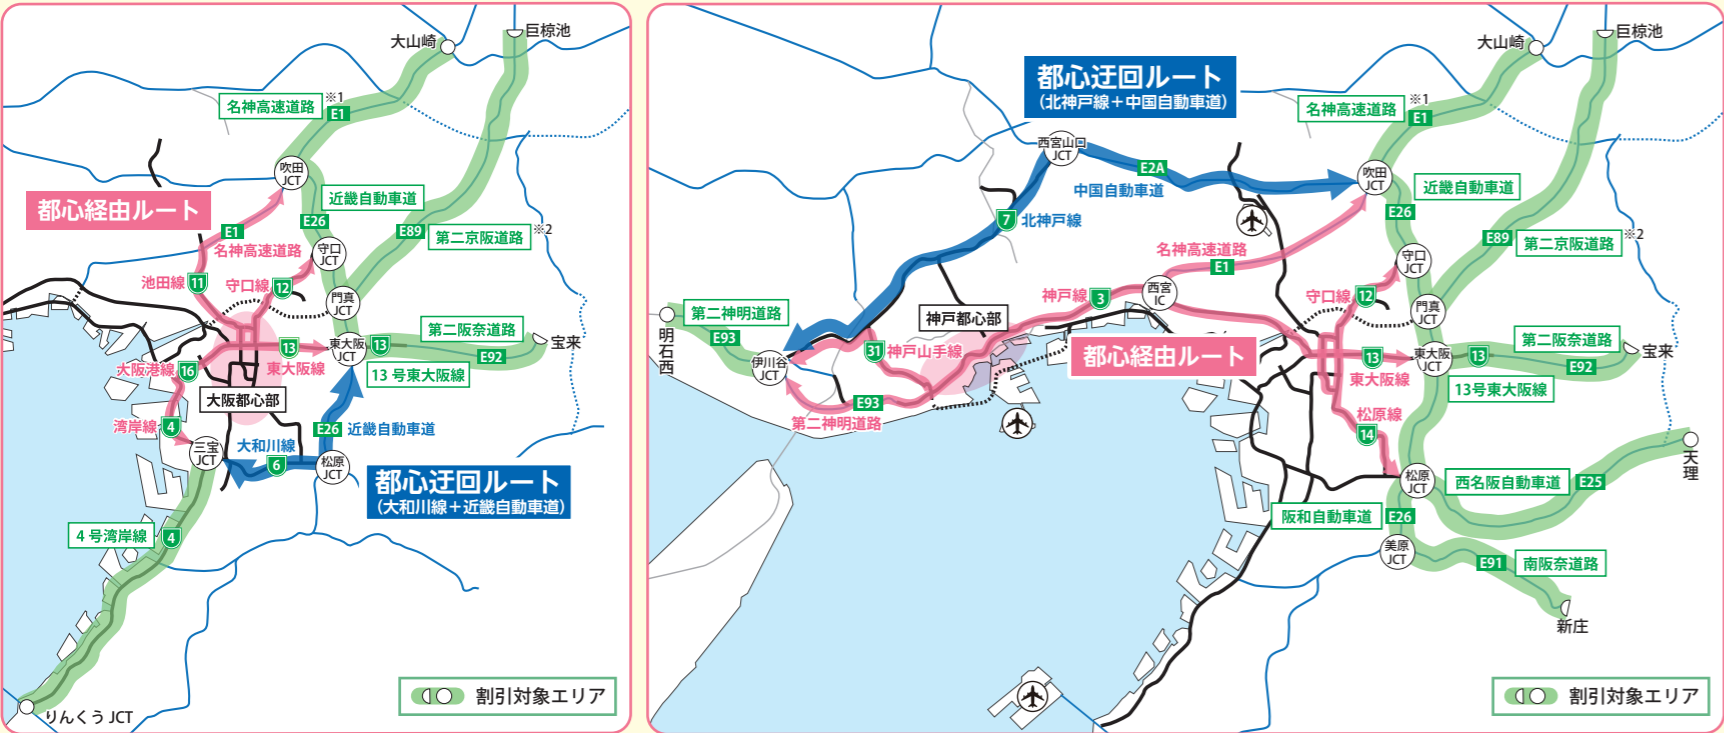 大山崎
巨椋池
名神高速道路
※1
E1
吹田
JCT
近畿自動車道
都心経由ルート
E1
E26
E89
第二京阪道路
※2
名神高速道路
守口
JCT
池田線
11
守口線
12
門真
JCT
第二阪奈道路
宝来
大阪港線
16
13
東大阪
JCT
13
E92
東大阪線
13 号東大阪線
大阪都心部
湾岸線
4
三宝
JCT
大和川線
6
E26
近畿自動車道
松原
JCT
都心迂回ルート
（大和川線＋近畿自動車道）
4 号湾岸線
4
りんくう JCT
割引対象エリア
大山崎
巨椋池
都心迂回ルート
（北神戸線＋中国自動車道）
名神高速道路
※1
E1
西宮山口
JCT
E2A
中国自動車道
吹田
JCT
近畿自動車道
E26
7
北神戸線
E89
第二京阪道路
※2
名神高速道路
E1
守口
JCT
神戸線
3
西宮
IC
守口線
12
門真
JCT
第二神明道路
E93
明石西
神戸都心部
伊川谷
JCT
31
神戸山手線
都心経由ルート
13
東大阪線
東大阪
JCT
13
第二阪奈道路
E92
宝来
13号東大阪線
E93
第二神明道路
松原線
14
松原
JCT
西名阪自動車道
E25
天理
阪和自動車道
E26
美原
JCT
E91
南阪奈道路
新庄
割引対象エリア